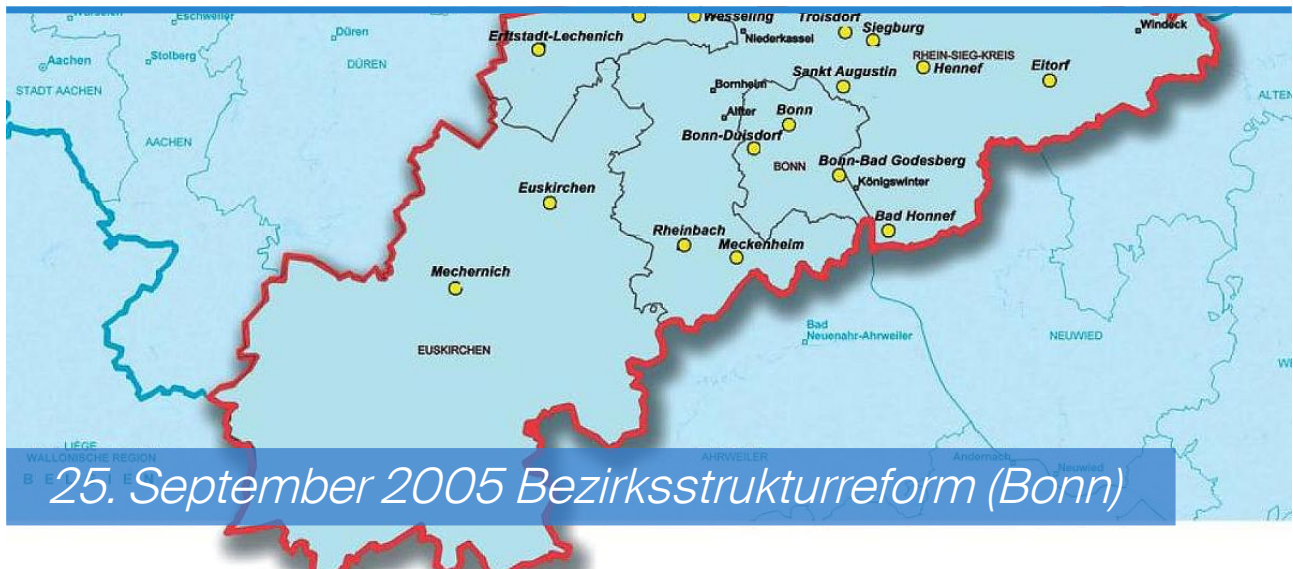 Eschweiler
Wesseling
Troisdorf
Windeck
Düren
Erftstadt-Lechenich
Niederkassel
Siegburg
Stolberg
Aachen
DÜREN
RHEIN-SIEG-KREIS
Hennef
Eitorf
Sankt Augustin
STADT AACHEN
Bornheim
ALTEN
Alfter
Bonn
Bonn-Duisdorf
AACHEN
BONN
Bonn-Bad Godesberg
Königswinter
Euskirchen
Bad Honnef
Rheinbach
Meckenheim
Mechernich
Bad
Neuenahr-Ahrweiler
NEUWIED
EUSKIRCHEN
LIÈGE
WALLONISCHE REGION
AHRWEILER
Andernach
Neuwied
25. September 2005 Bezirksstrukturreform (Bonn)